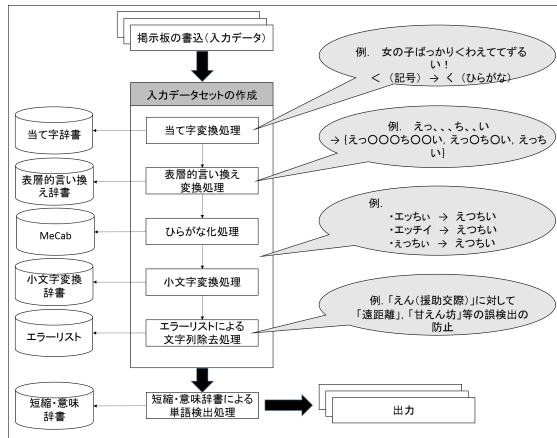 掲示板の書込（入力データ）
入力データセットの作成
当て字変換処理
表層的言い換え
変換処理
ひらがな化処理
小文字変換処理
エラーリストによる
文字列除去処理
短縮・意味辞書による
単語検出処理
出力
当て字辞書
表層的言い換
え辞書
MeCab
小文字変換
辞書
エラーリスト
短縮・意味
辞書
例.　女の子ばっかりくわえててずる
い！
＜　（記号）　→　く　（ひらがな）
例.　えっ、、、ち、、い
→ {えっ〇〇〇ち〇〇い, えっ〇ち〇い, えっち
い}
例.
・エッちぃ　→　えつちい
・エッチイ　→　えつちい
・ぇっちぃ　→　えつちい
例. 「えん（援助交際）」に対して
「遠距離」, 「甘えん坊」等の誤検出の
防止